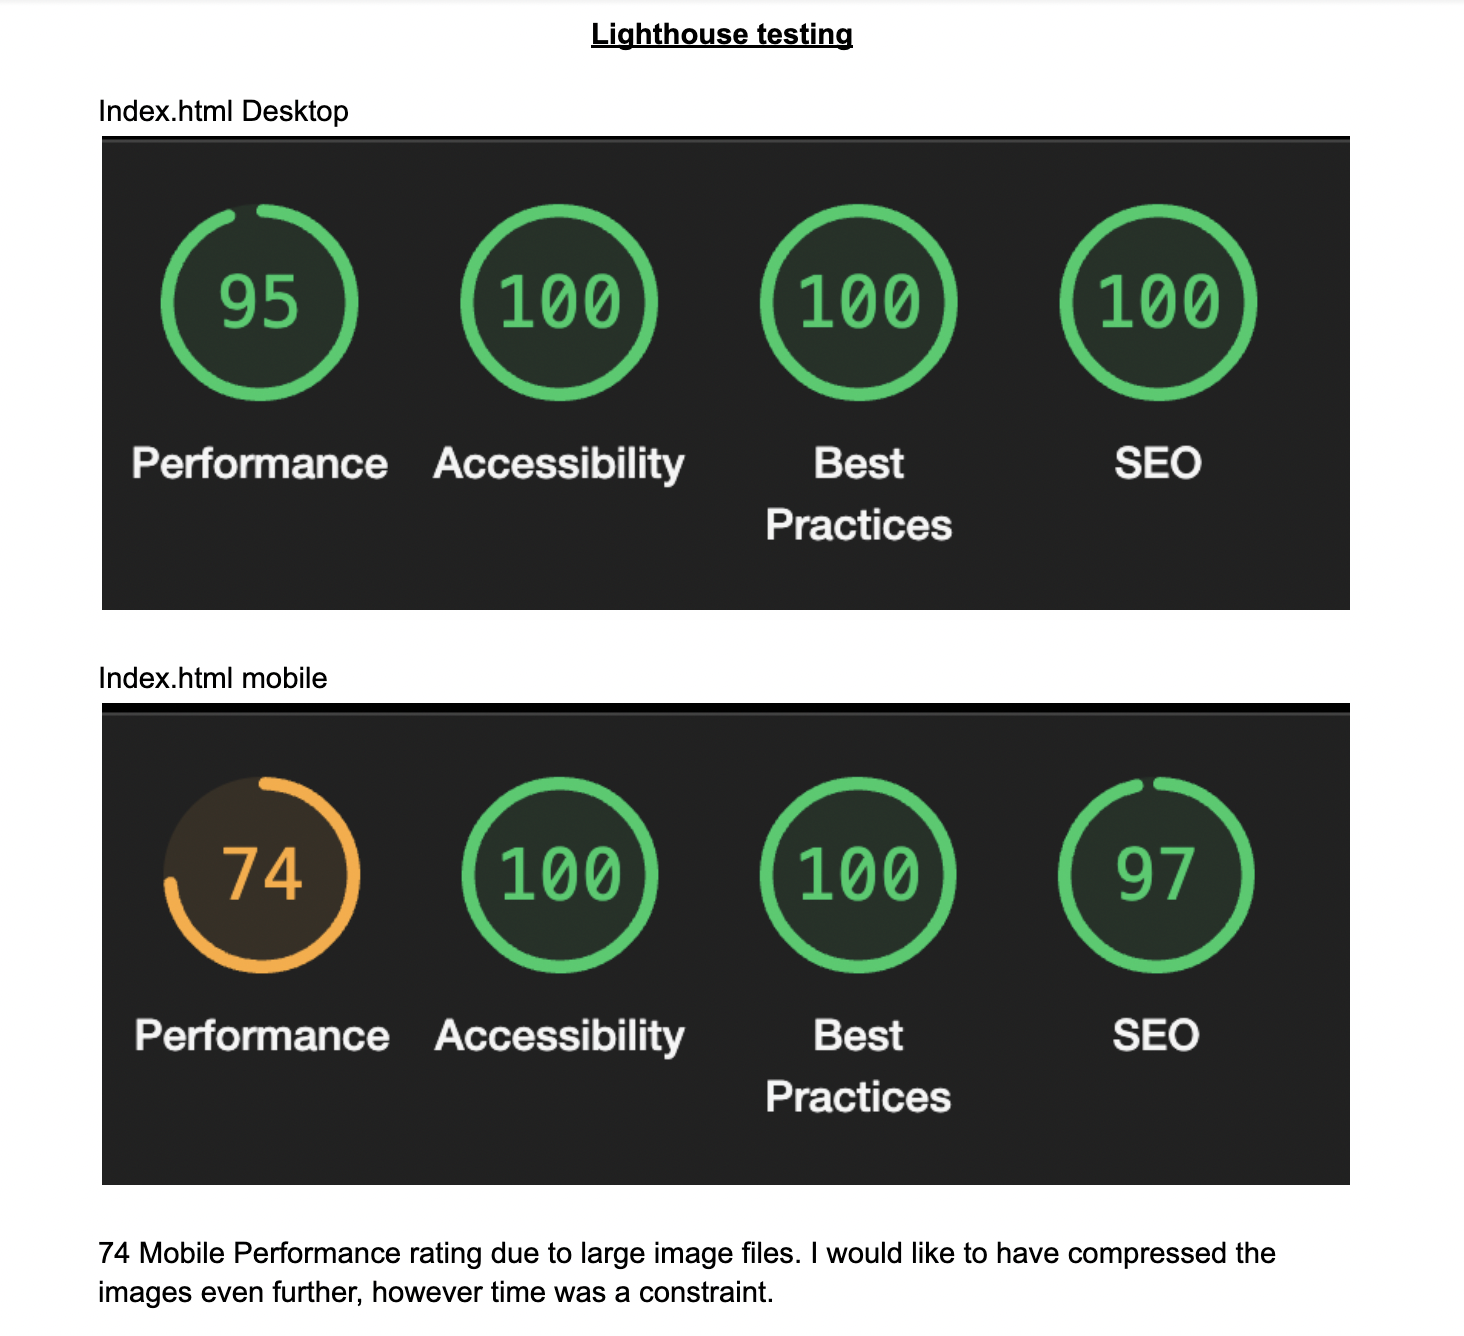 Lighthouse testing
Index.html Desktop
95 100 100 100
Performance Accessibility Best Practices SEO
Index.html mobile
74 100 100 97
Performance Accessibility Best Practices SEO
74 Mobile Performance rating due to large image files. I would like to have compressed the
images even further, however time was a constraint.